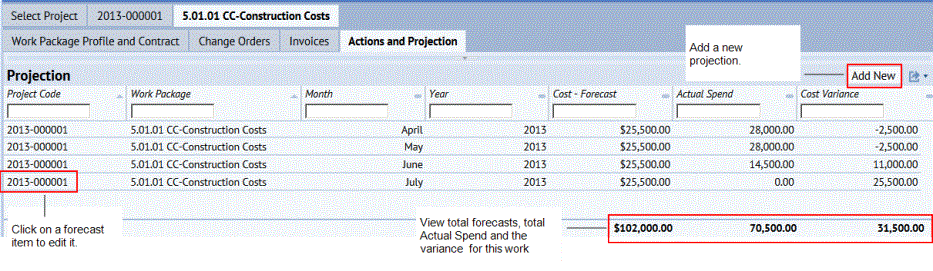 Select Project 2013-000001 5.01.01 CC-Construction Costs
Work Package Profile and Contract Change Orders Invoices Actions and Projection
Add a new
projection.
Projection Add New
Project Code Work Package Month Year Cost - Forecast Actual Spend Cost Variance
2013-000001 5.01.01 CC-Construction Costs April 2013 $25,500.00 28,000.00 -2,500.00
2013-000001 5.01.01 CC-Construction Costs May 2013 $25,500.00 28,000.00 -2,500.00
2013-000001 5.01.01 CC-Construction Costs June 2013 $25,500.00 14,500.00 11,000.00
2013-000001 5.01.01 CC-Construction Costs July 2013 $25,500.00 0.00 25,500.00
Click on a forecast
item to edit it.
View total forecasts, total
Actual Spend and the
variance for this work
$102,000.00 70,500.00 31,500.00